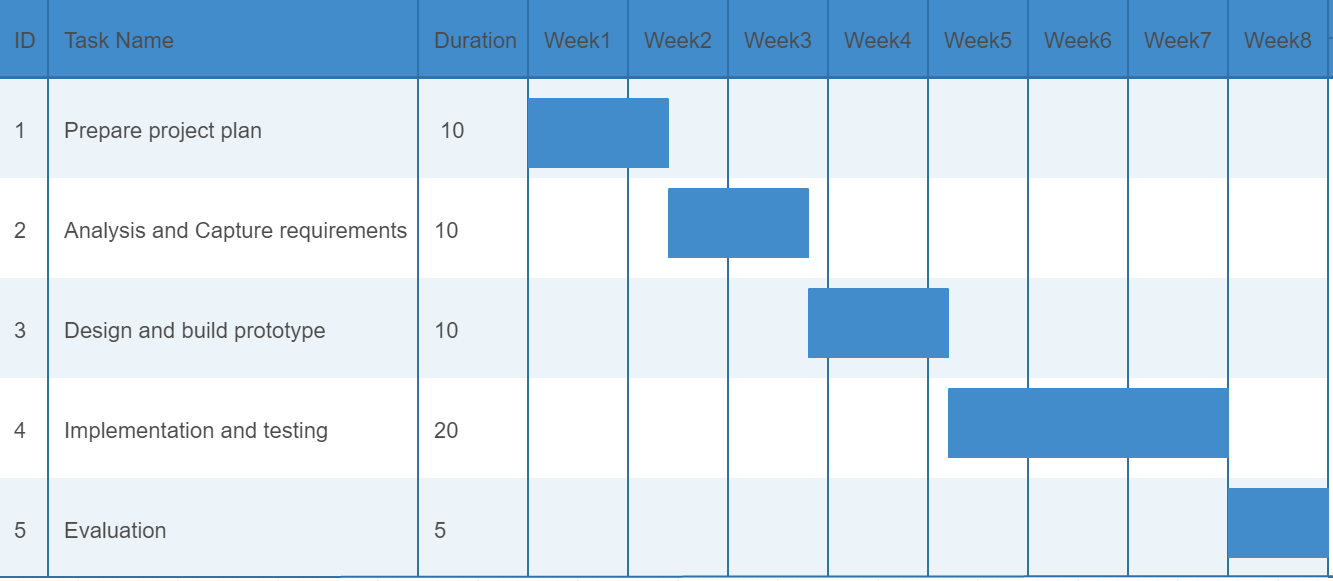 ID Task Name Duration Week1 Week2 Week3 Week4 Week5 Week6 Week7 Week8
1 Prepare project plan 10
2 Analysis and Capture requirements 10
3 Design and build prototype 10
4 Implementation and testing 20
5 Evaluation 5